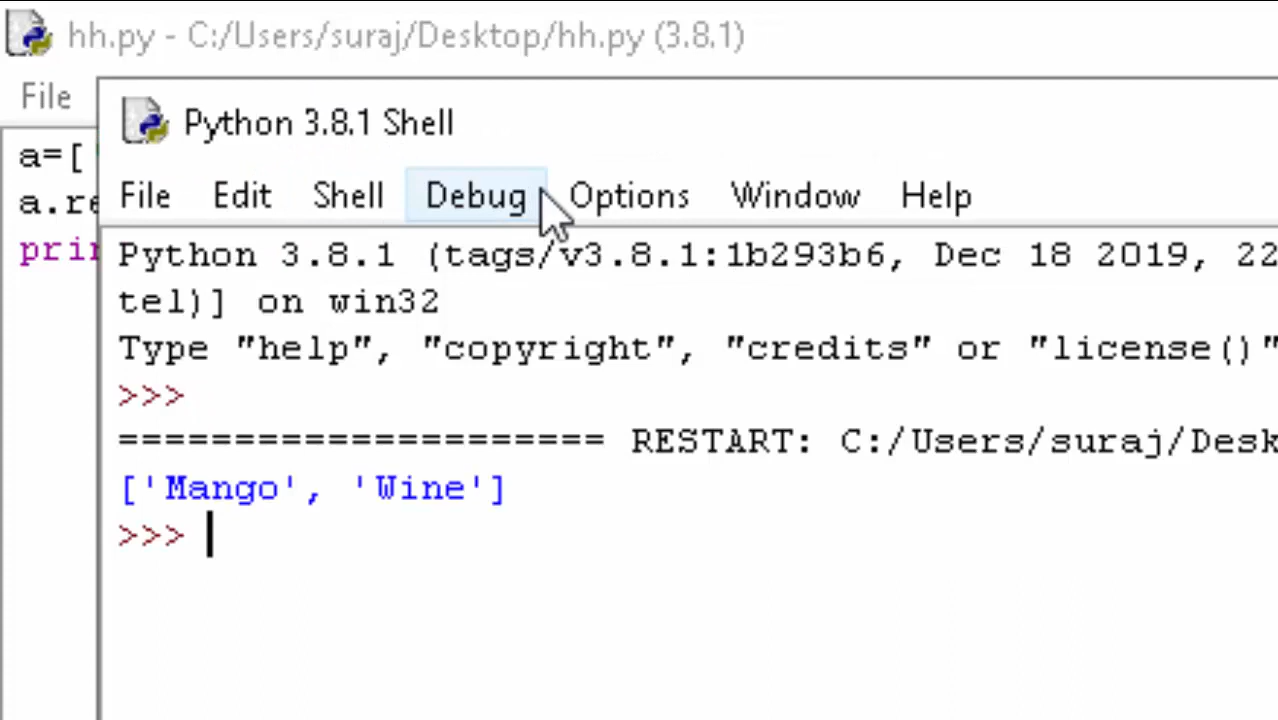 hh.py - C:/Users/suraj/Desktop/hh.py (3.8.1)
File
Python 3.8.1 Shell
a=[
File Edit Shell Debug Options Window Help
a.re
prin
Python 3.8.1 (tags/v3.8.1:1b293b6, Dec 18 2019, 22
tel)] on win32
Type "help", "copyright", "credits" or "license()"
>>>
===================== RESTART: C:/Users/suraj/Desk
['Mango', 'Wine']
>>>